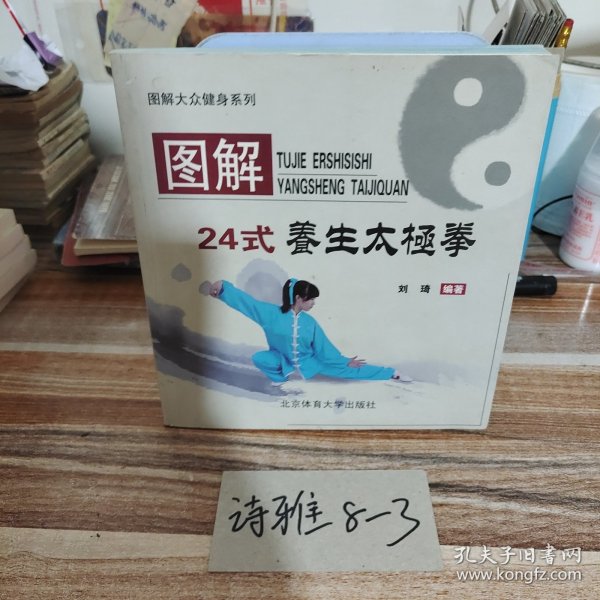 图解大众健身系列
图解
TUJIE ERSHISISHI
YANGSHENG TAIJIQUAN
24式 養生太極拳
刘琦 编著
北京体育大学出版社
诗雅 8-3
孔夫子旧书网
www.kongfz.com